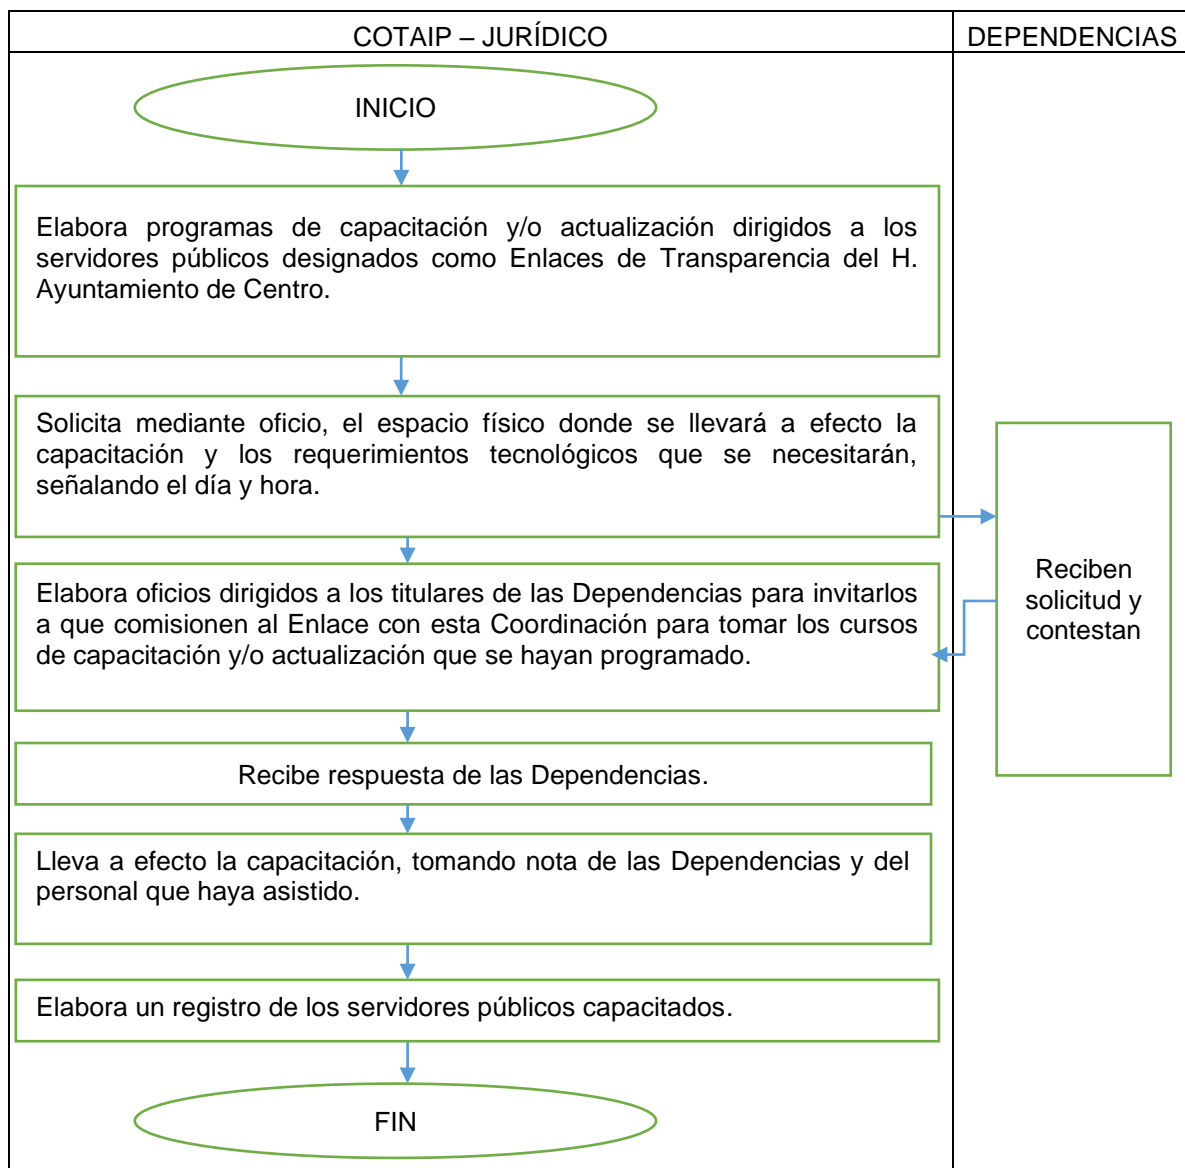 COTAIP – JURÍDICO
DEPENDENCIAS
INICIO
Elabora programas de capacitación y/o actualización dirigidos a los
servidores públicos designados como Enlaces de Transparencia del H.
Ayuntamiento de Centro.
Solicita mediante oficio, el espacio físico donde se llevará a efecto la
capacitación y los requerimientos tecnológicos que se necesitarán,
señalando el día y hora.
Elabora oficios dirigidos a los titulares de las Dependencias para invitarlos
a que comisionen al Enlace con esta Coordinación para tomar los cursos
de capacitación y/o actualización que se hayan programado.
Reciben
solicitud y
contestan
Recibe respuesta de las Dependencias.
Lleva a efecto la capacitación, tomando nota de las Dependencias y del
personal que haya asistido.
Elabora un registro de los servidores públicos capacitados.
FIN